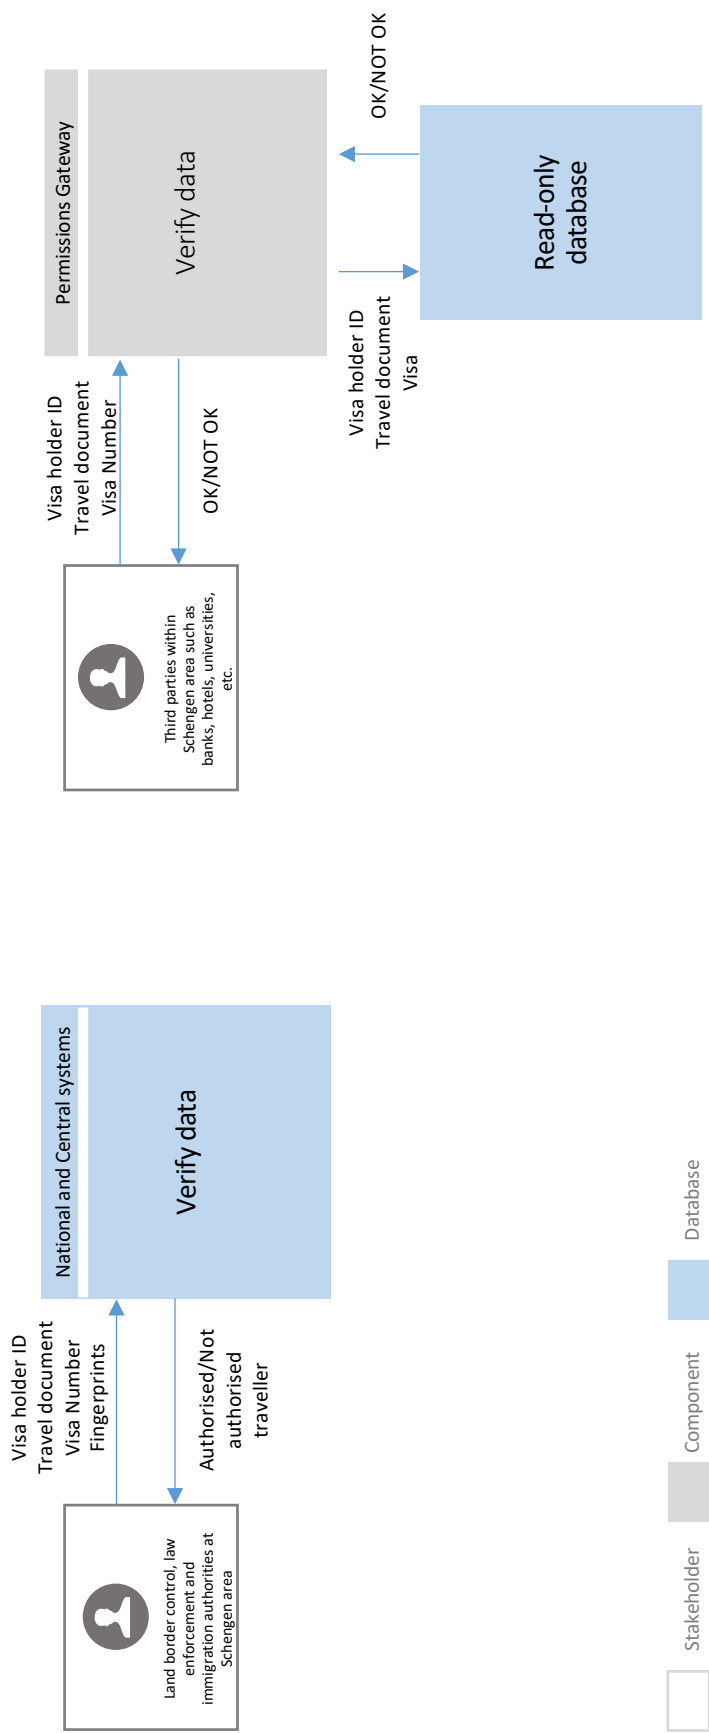 Visa holder ID
Travel document
Visa Number
Fingerprints
National and Central systems
Land border control, law
enforcement and
immigration authorities at
Schengen area
Verify data
Authorised/Not
authorised
traveller
Visa holder ID
Travel document
Visa Number
Permissions Gateway
Third parties within
Schengen area such as
banks, hotels, universities,
etc.
Verify data
OK/NOT OK
Visa holder ID
Travel document
Visa
OK/NOT OK
Read-only
database
Stakeholder
Component
Database